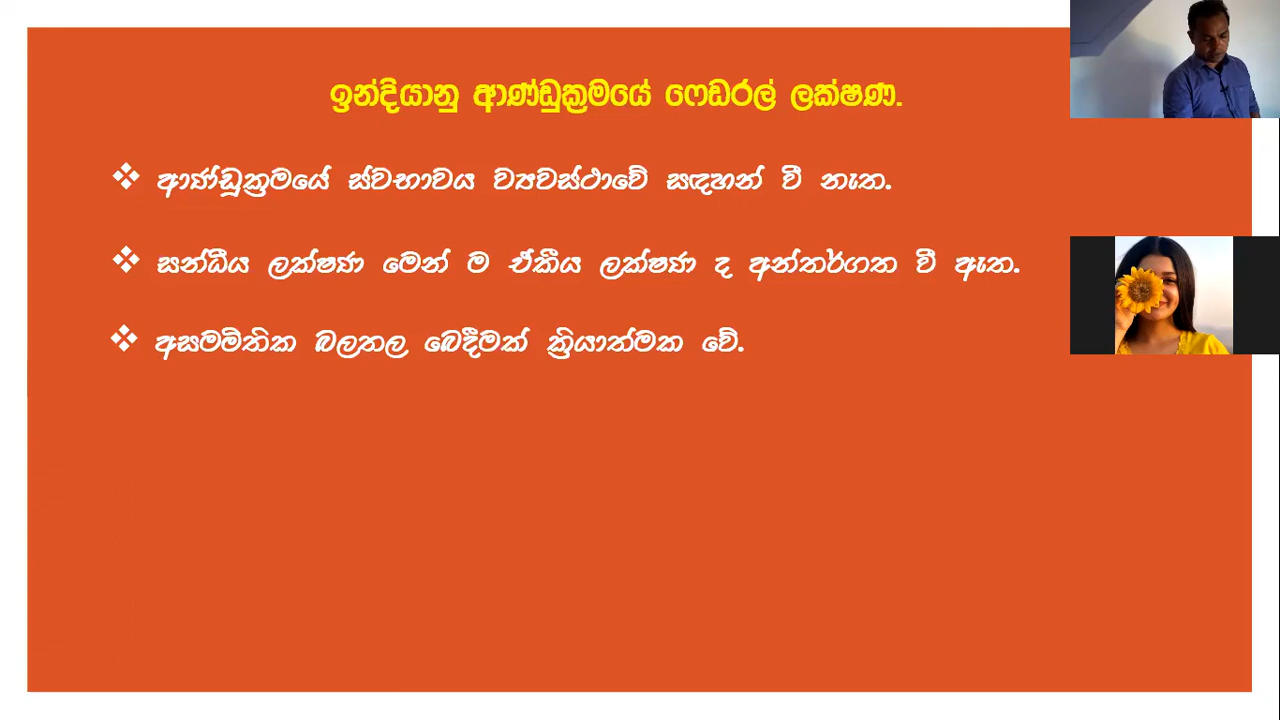 ඉන්දියානු ආණ්ඩුක්‍රමයේ ෆෙඩරල් ලක්ෂණ.
❖ ආණ්ඩූක්‍රමයේ ස්වභාවය ව්‍යවස්ථාවේ සඳහන් වී නැත.
❖ සන්ධීය ලක්ෂණ මෙන් ම ඒකීය ලක්ෂණ ද අන්තර්ගත වී ඇත.
❖ අසමමිතික බලතල බෙදීමක් ක්‍රියාත්මක වේ.